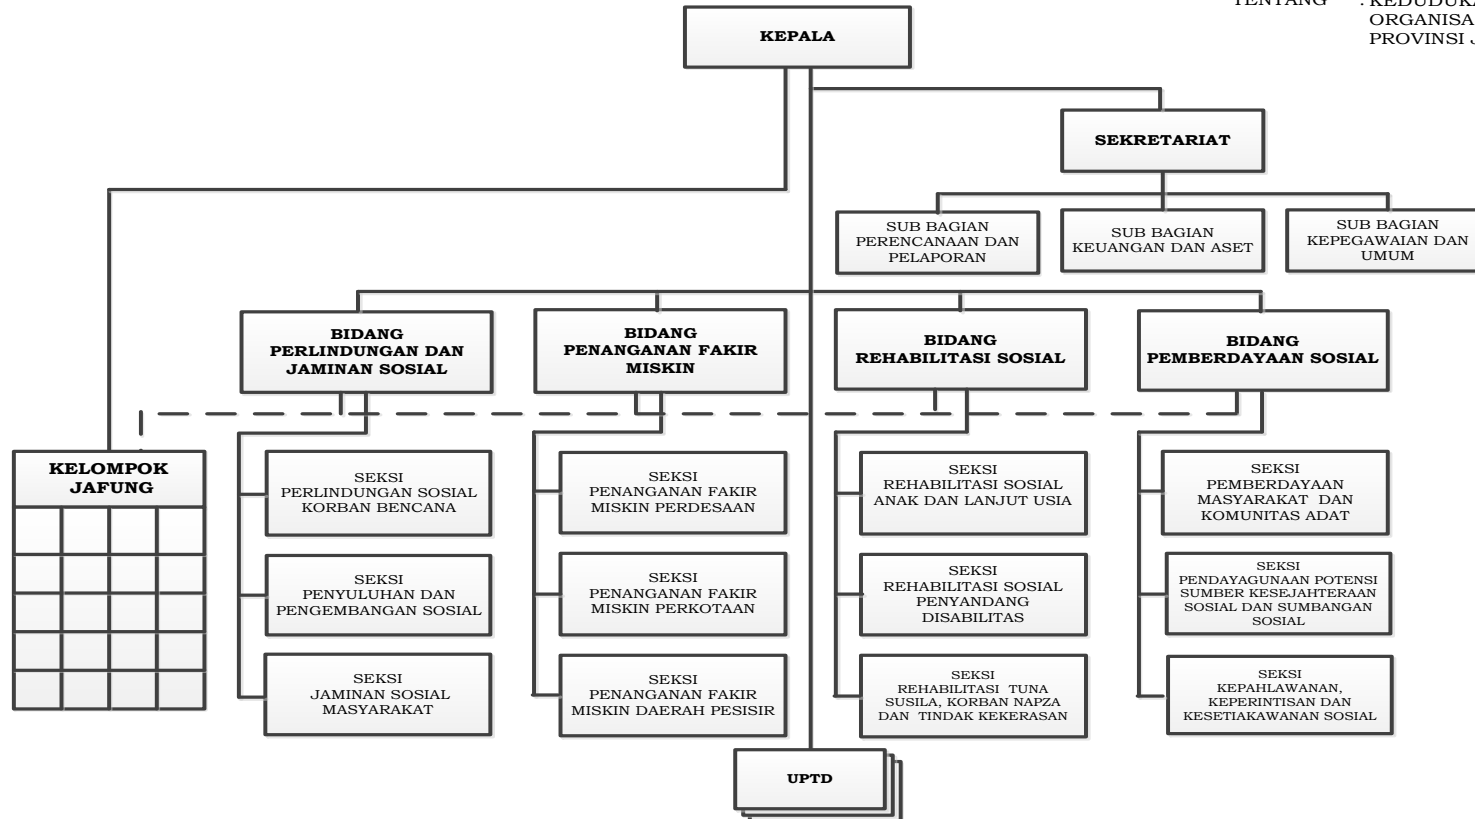 TENTANG :
ORGANISA
PROVINSI J
KEPALA
SEKRETARIAT
SUB BAGIAN
PERENCANAAN DAN
PELAPORAN
SUB BAGIAN
KEUANGAN DAN ASET
SUB BAGIAN
KEPEGAWAIAN DAN
UMUM
BIDANG
PERLINDUNGAN DAN
JAMINAN SOSIAL
BIDANG
PENANGANAN FAKIR
MISKIN
BIDANG
REHABILITASI SOSIAL
BIDANG
PEMBERDAYAAN SOSIAL
KELOMPOK
JAFUNG
SEKSI
PERLINDUNGAN SOSIAL
KORBAN BENCANA
SEKSI
PENYULUHAN DAN
PENGEMBANGAN SOSIAL
SEKSI
JAMINAN SOSIAL
MASYARAKAT
SEKSI
PENANGANAN FAKIR
MISKIN PERDESAAN
SEKSI
PENANGANAN FAKIR
MISKIN PERKOTAAN
SEKSI
PENANGANAN FAKIR
MISKIN DAERAH PESISIR
SEKSI
REHABILITASI SOSIAL
ANAK DAN LANJUT USIA
SEKSI
REHABILITASI SOSIAL
PENYANDANG
DISABILITAS
SEKSI
REHABILITASI TUNA
SUSILA, KORBAN NAPZA
DAN TINDAK KEKERASAN
SEKSI
PEMBERDAYAAN
MASYARAKAT DAN
KOMUNITAS ADAT
SEKSI
PENDAYAGUNAAN POTENSI
SUMBER KESEJAHTERAAN
SOSIAL DAN SUMBANGAN
SOSIAL
SEKSI
KEPAHLAWANAN,
KEPERINTISAN DAN
KESETIAKAWANAN SOSIAL
UPTD